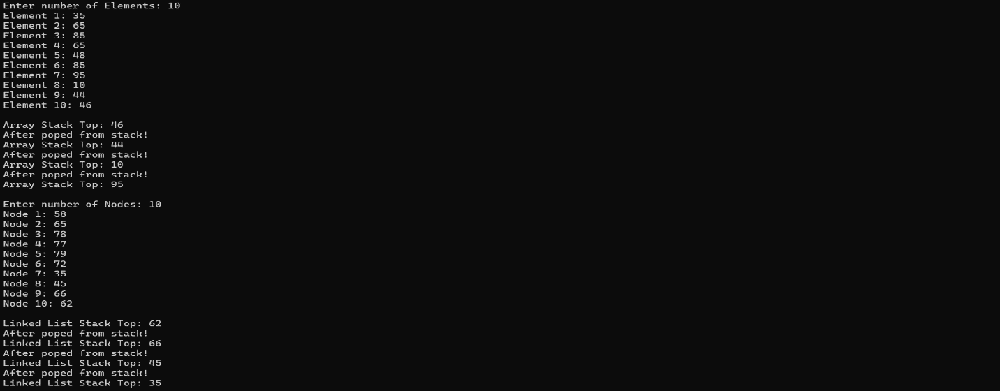 Enter number of Elements: 10
Element 1: 35
Element 2: 65
Element 3: 85
Element 4: 65
Element 5: 48
Element 6: 85
Element 7: 95
Element 8: 10
Element 9: 44
Element 10: 46
Array Stack Top: 46
After poped from stack!
Array Stack Top: 44
After poped from stack!
Array Stack Top: 10
After poped from stack!
Array Stack Top: 95
Enter number of Nodes: 10
Node 1: 58
Node 2: 65
Node 3: 78
Node 4: 77
Node 5: 79
Node 6: 72
Node 7: 35
Node 8: 45
Node 9: 66
Node 10: 62
Linked List Stack Top: 62
After poped from stack!
Linked List Stack Top: 66
After poped from stack!
Linked List Stack Top: 45
After poped from stack!
Linked List Stack Top: 35